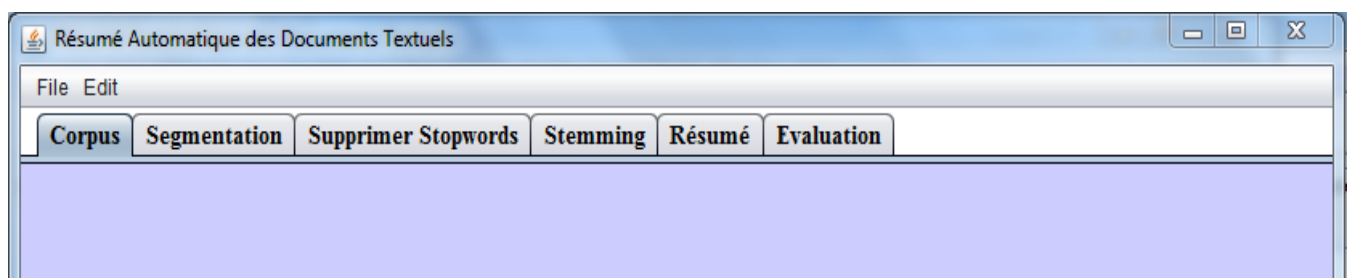 Résumé Automatique des Documents Textuels
File Edit
Corpus Segmentation Supprimer Stopwords Stemming Résumé Evaluation